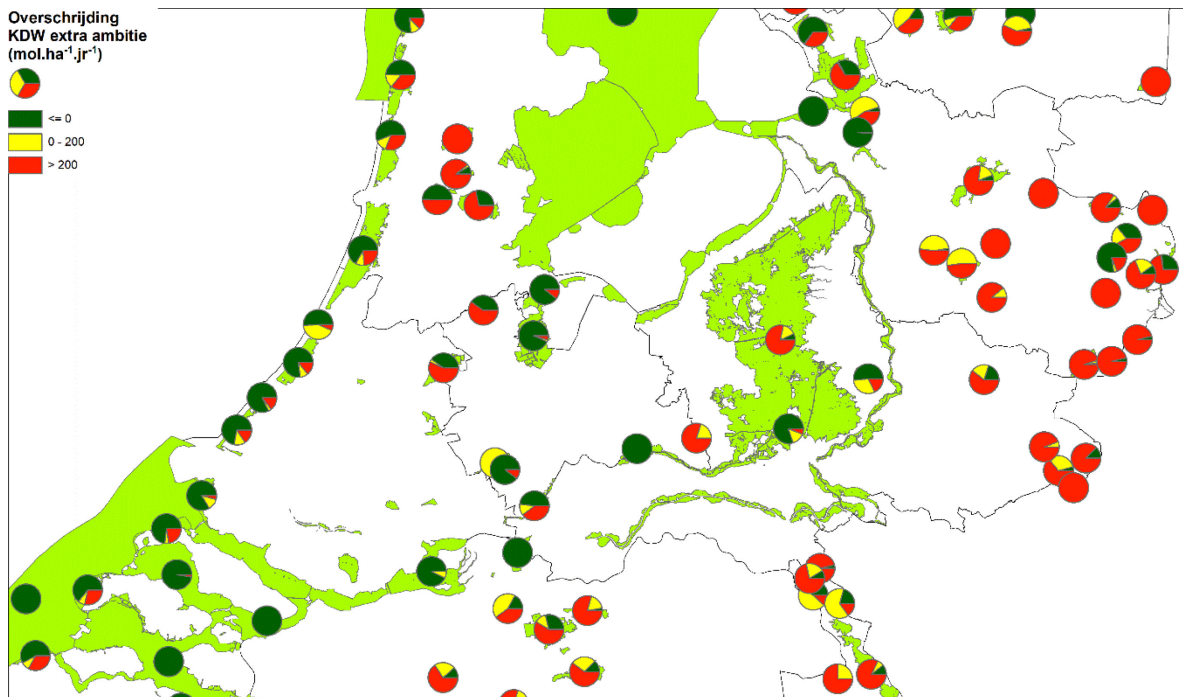 Overschrijding
KDW extra ambitie
(mol.ha⁻¹.jr⁻¹)
<= 0
0 - 200
> 200